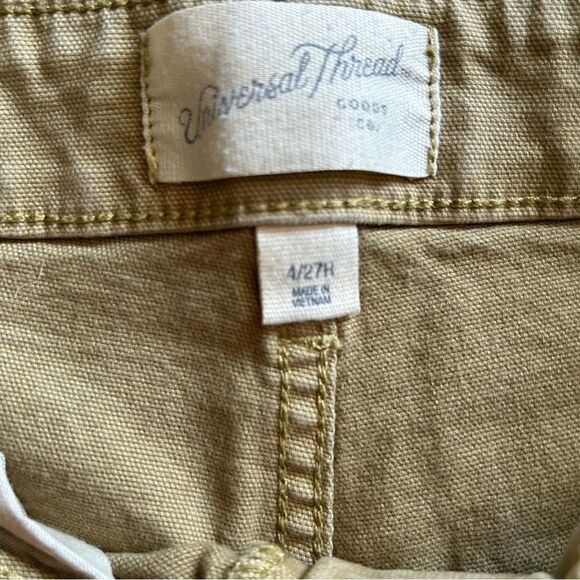 Universal Thread
GOODS
CO.
4/27R
MADE IN
VIETNAM